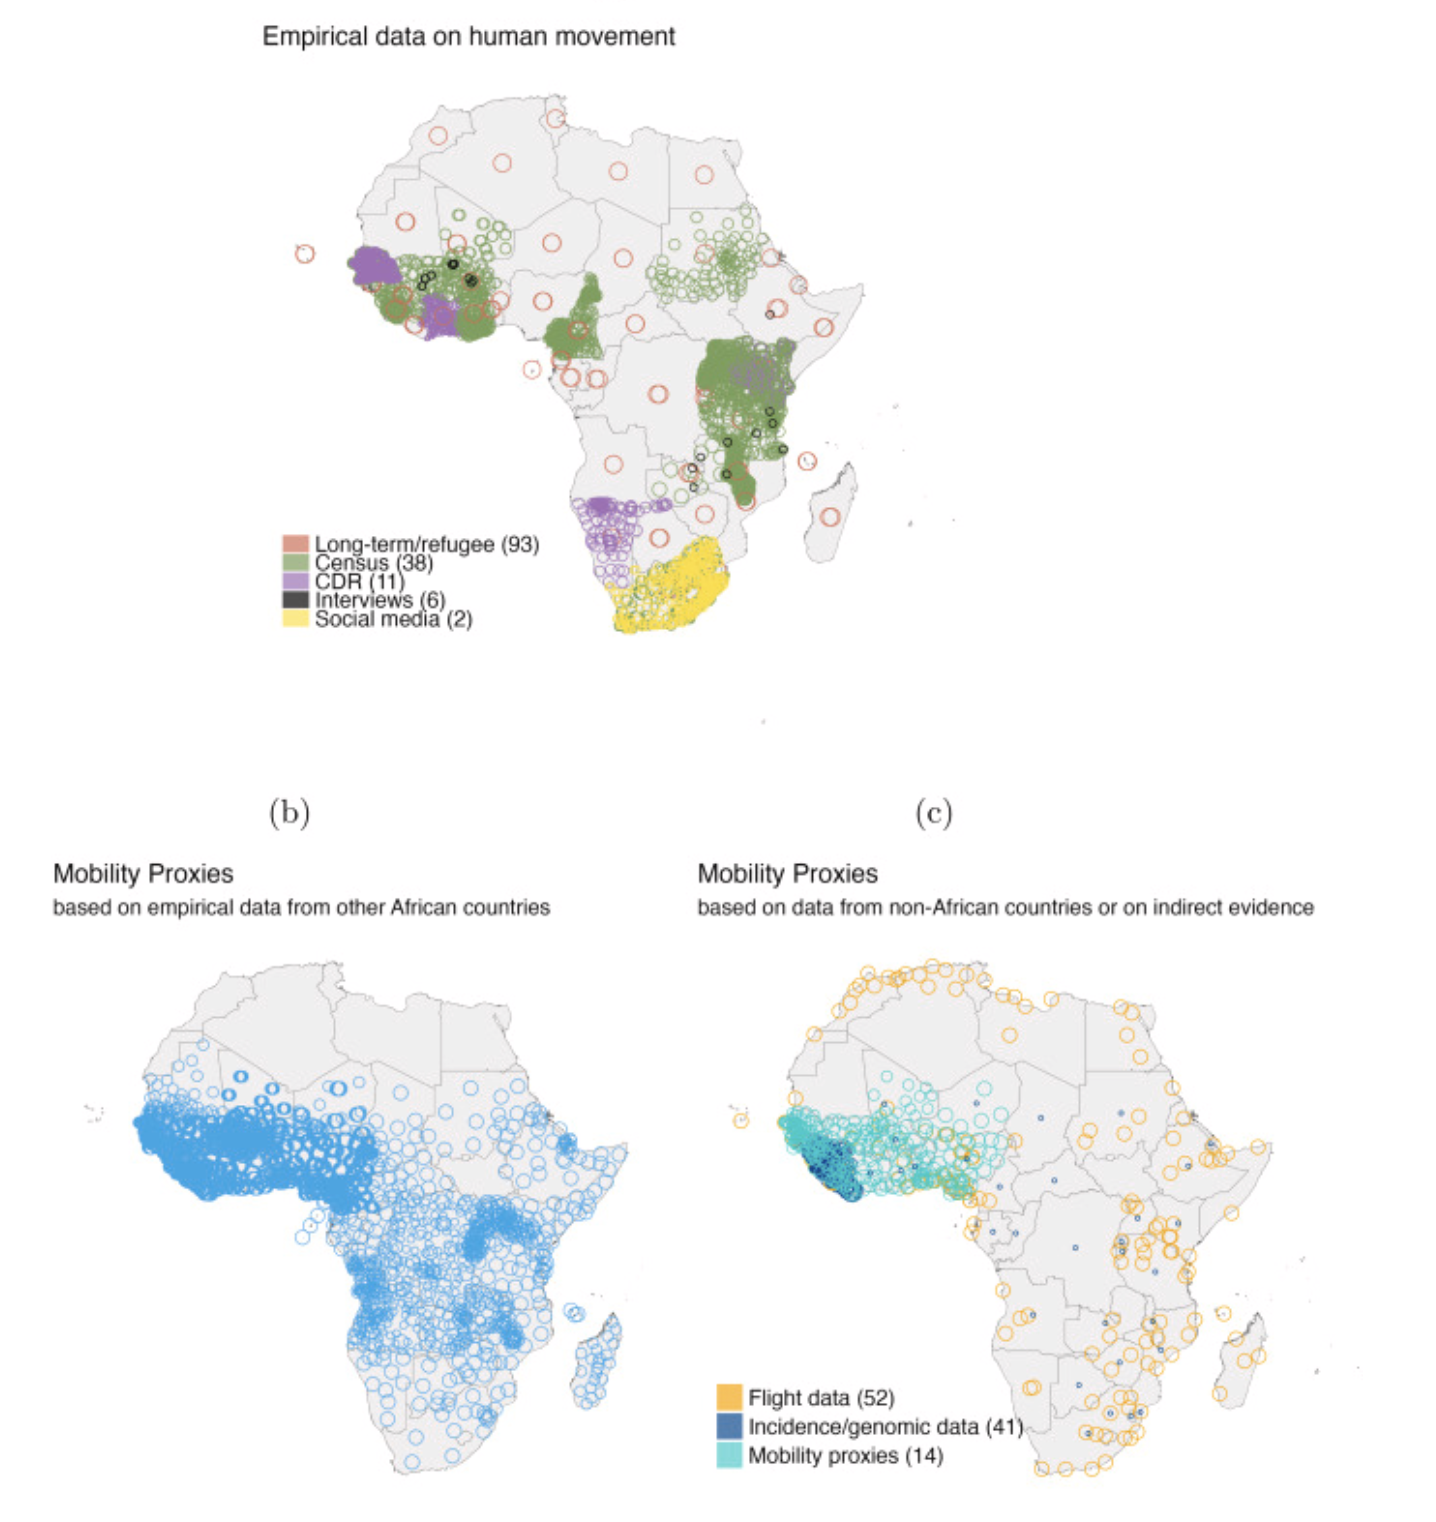 Empirical data on human movement
Long-term/refugee (93)
Census (38)
CDR (11)
Interviews (6)
Social media (2)
(b)
(c)
Mobility Proxies
based on empirical data from other African countries
Mobility Proxies
based on data from non-African countries or on indirect evidence
Flight data (52)
Incidence/genomic data (41)
Mobility proxies (14)